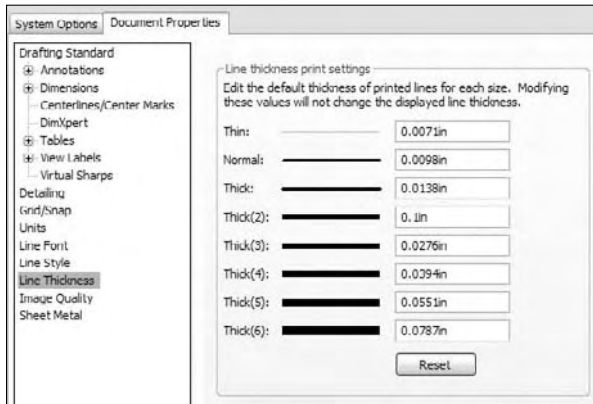 System Options
Document Properties
Drafting Standard
Annotations
Dimensions
Centerlines/Center Marks
DimXpert
Tables
View Labels
Virtual Sharps
Detailing
Grid/Snap
Units
Line Font
Line Style
Line Thickness
Image Quality
Sheet Metal
Line thickness print settings
Edit the default thickness of printed lines for each size. Modifying
these values will not change the displayed line thickness.
Thin: 0.0071in
Normal: 0.0098in
Thick: 0.0138in
Thick(2): 0.1in
Thick(3): 0.0276in
Thick(4): 0.0394in
Thick(5): 0.0551in
Thick(6): 0.0787in
Reset